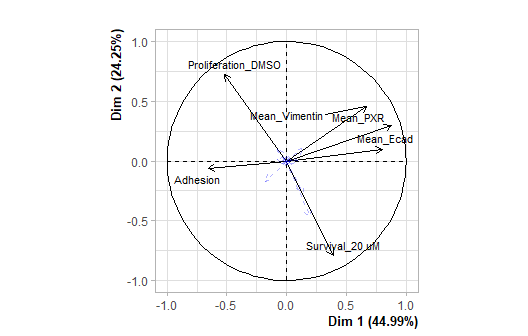 Dim 2 (24.25%)
1.0
0.5
0.0
-0.5
-1.0
Proliferation_DMSO
Mean_Vimentin
Mean_PXR
Mean_Ecad
Adhesion
Survival_20 uM
-1.0 -0.5 0.0 0.5 1.0
Dim 1 (44.99%)